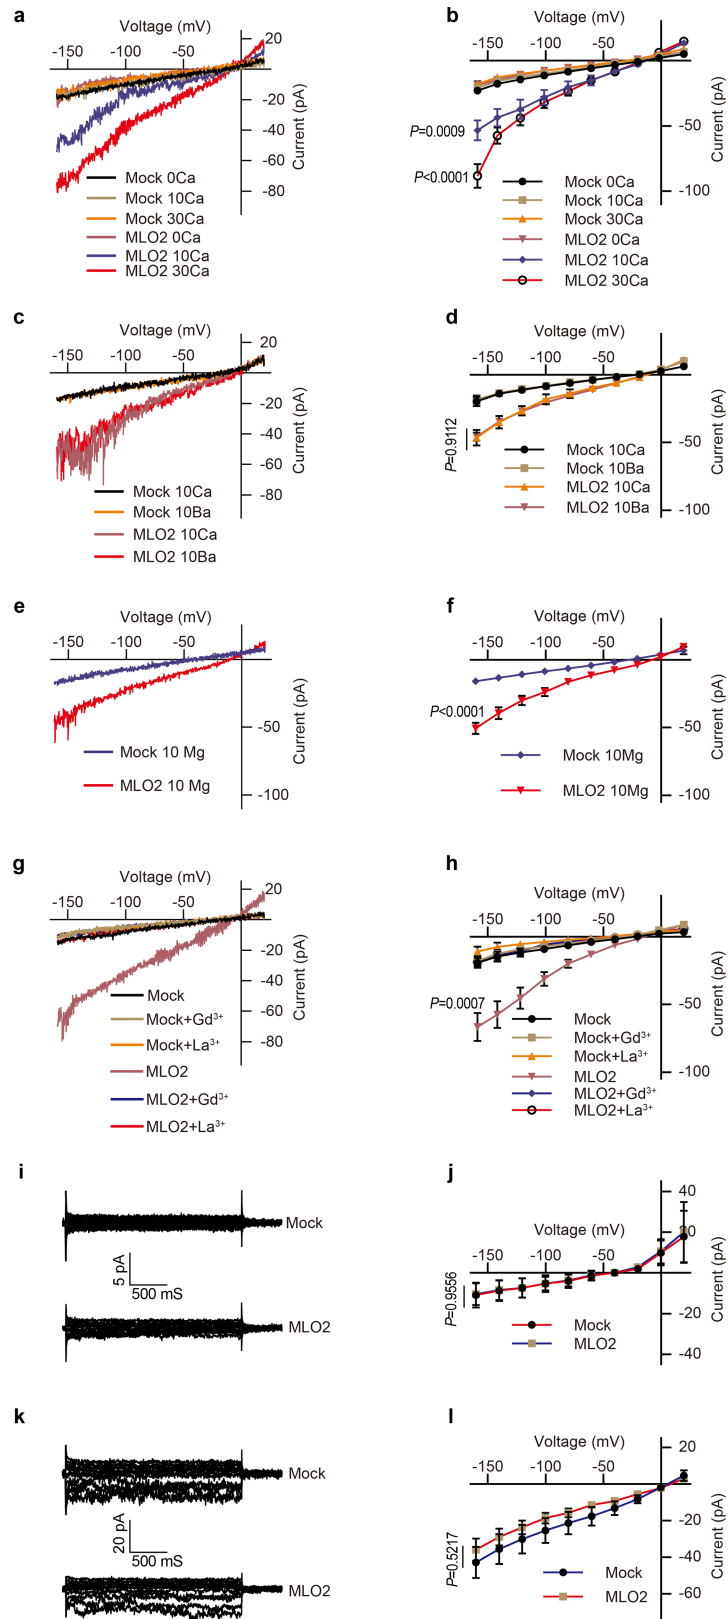 a
Voltage (mV)
-150
-100
-50
20
-20
-40
-60
-80
Current (pA)
Mock 0Ca
Mock 10Ca
Mock 30Ca
MLO2 0Ca
MLO2 10Ca
MLO2 30Ca
b
Voltage (mV)
-150
-100
-50
50
-50
-100
Current (pA)
P=0.0009
P<0.0001
Mock 0Ca
Mock 10Ca
Mock 30Ca
MLO2 0Ca
MLO2 10Ca
MLO2 30Ca
c
Voltage (mV)
-150
-100
-50
20
-20
-40
-60
-80
Current (pA)
Mock 10Ca
Mock 10Ba
MLO2 10Ca
MLO2 10Ba
d
Voltage (mV)
-150
-100
-50
50
-50
-100
Current (pA)
P=0.9112
Mock 10Ca
Mock 10Ba
MLO2 10Ca
MLO2 10Ba
e
Voltage (mV)
-150
-100
-50
50
-50
-100
Current (pA)
Mock 10 Mg
MLO2 10 Mg
f
Voltage (mV)
-150
-100
-50
50
-50
-100
Current (pA)
P<0.0001
Mock 10Mg
MLO2 10Mg
g
Voltage (mV)
-150
-100
-50
20
-20
-40
-60
-80
Current (pA)
Mock
Mock+Gd³⁺
Mock+La³⁺
MLO2
MLO2+Gd³⁺
MLO2+La³⁺
h
Voltage (mV)
-150
-100
-50
50
-50
-100
Current (pA)
P=0.0007
Mock
Mock+Gd³⁺
Mock+La³⁺
MLO2
MLO2+Gd³⁺
MLO2+La³⁺
i
Mock
5 pA
500 mS
MLO2
j
Voltage (mV)
-150
-100
-50
40
20
-20
-40
Current (pA)
P=0.9556
Mock
MLO2
k
Mock
20 pA
500 mS
MLO2
l
Voltage (mV)
-150
-100
-50
20
-20
-40
-60
Current (pA)
P=0.5217
Mock
MLO2